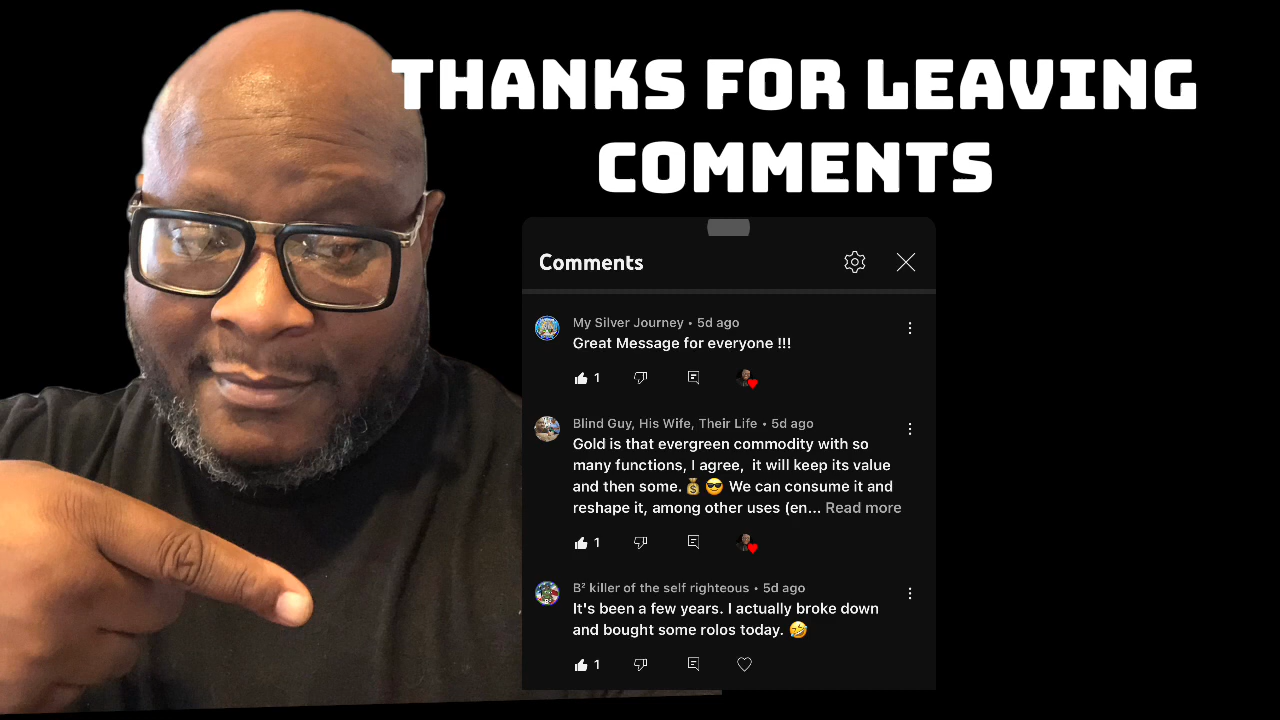 THANKS FOR LEAVING
COMMENTS
Comments
My Silver Journey • 5d ago
Great Message for everyone !!!
1
Blind Guy, His Wife, Their Life • 5d ago
Gold is that evergreen commodity with so
many functions, I agree,  it will keep its value
and then some.💰😎 We can consume it and
reshape it, among other uses (en... Read more
1
B² killer of the self righteous • 5d ago
It's been a few years. I actually broke down
and bought some rolos today. 🤣
1